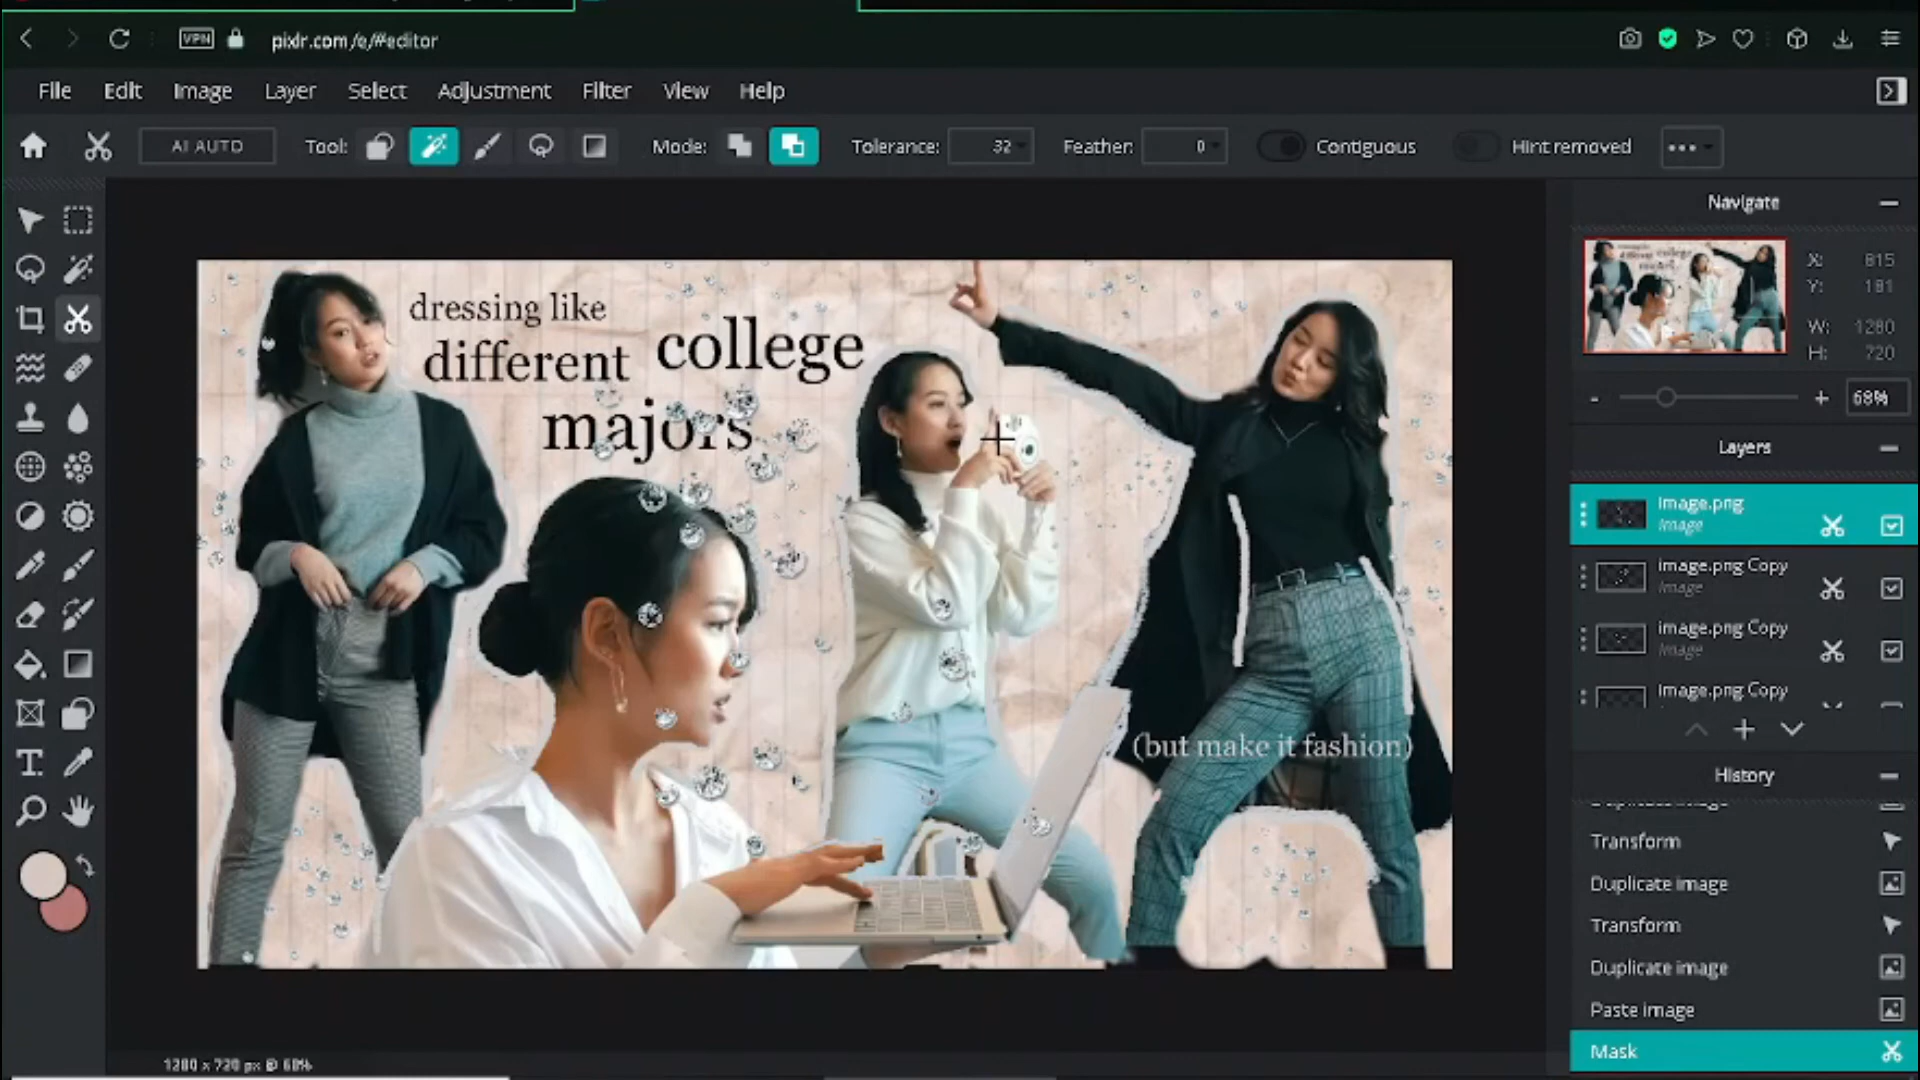 VPN pixlr.com/e/#editor
File Edit Image Layer Select Adjustment Filter View Help
AI AUTO Tool: Mode: Tolerance: 32 Feather: 0 Contiguous Hint removed
Navigate
X: 815
Y: 181
W: 1280
H: 720
- + 68%
Layers
Image.png
Image
Image.png Copy
Image
Image.png Copy
Image
Image.png Copy
History
Duplicate image
Transform
Duplicate image
Transform
Duplicate image
Paste image
Mask
dressing like
different college
majors
(but make it fashion)
1280 x 720 px @ 68%